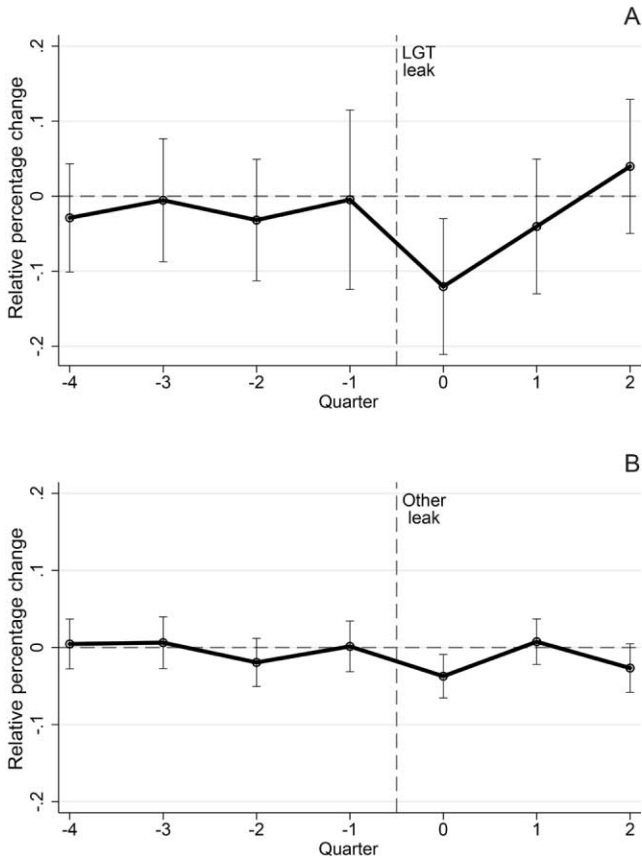 A
.2
LGT
leak
.1
0
-.1
-.2
Relative percentage change
-4 -3 -2 -1 0 1 2
Quarter
B
.2
Other
leak
.1
0
-.1
-.2
Relative percentage change
-4 -3 -2 -1 0 1 2
Quarter